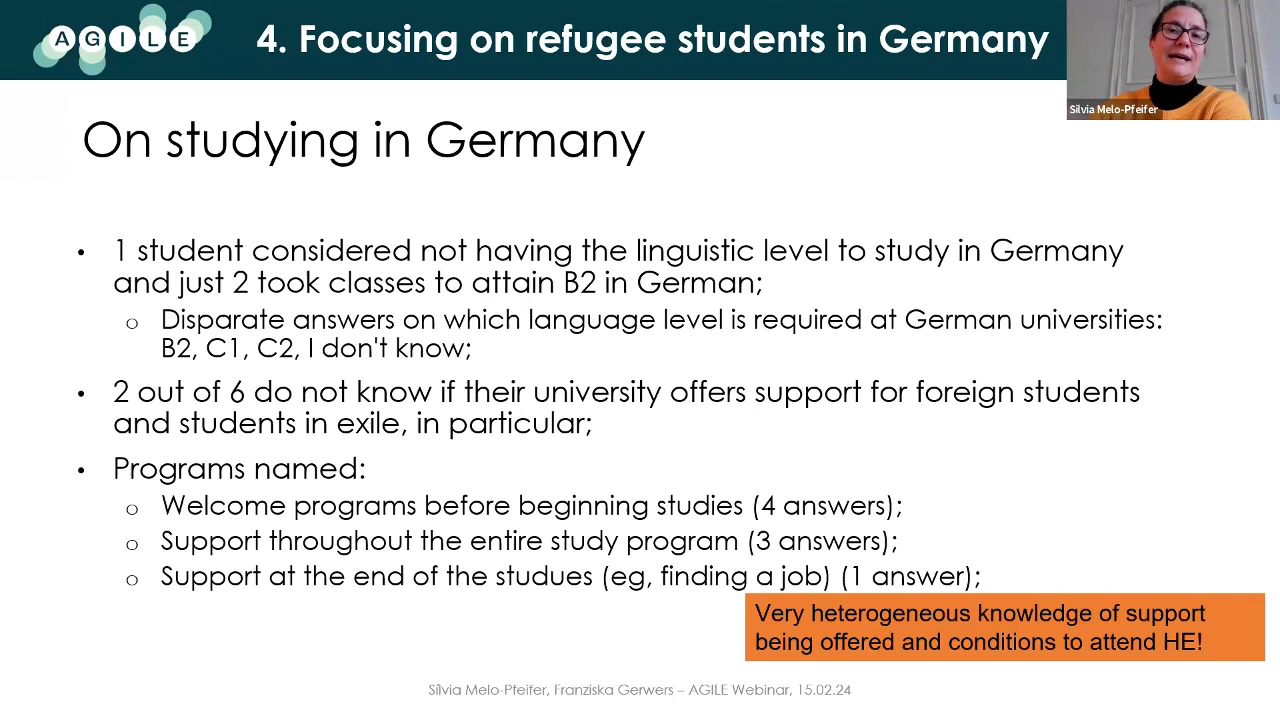 AGILE
4. Focusing on refugee students in Germany
Sílvia Melo-Pfeifer
On studying in Germany
• 1 student considered not having the linguistic level to study in Germany
and just 2 took classes to attain B2 in German;
o Disparate answers on which language level is required at German universities:
B2, C1, C2, I don't know;
• 2 out of 6 do not know if their university offers support for foreign students
and students in exile, in particular;
• Programs named:
o Welcome programs before beginning studies (4 answers);
o Support throughout the entire study program (3 answers);
o Support at the end of the studues (eg, finding a job) (1 answer);
Very heterogeneous knowledge of support
being offered and conditions to attend HE!
Sílvia Melo-Pfeifer, Franziska Gerwers – AGILE Webinar, 15.02.24